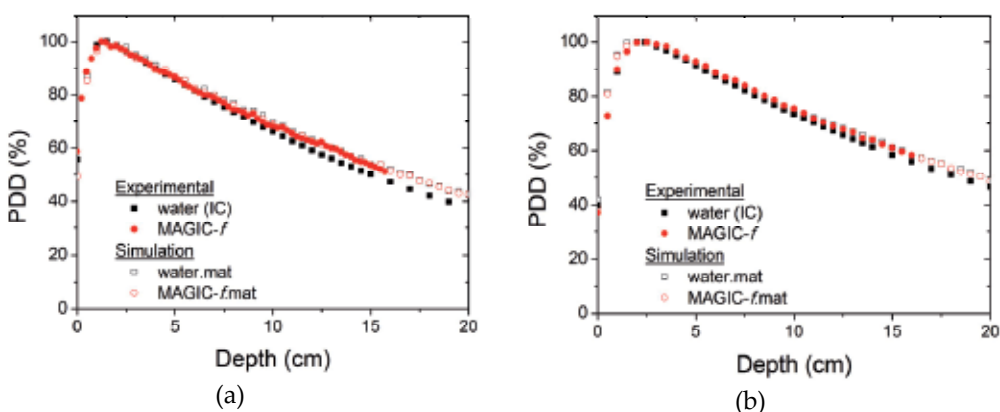 100
80
60
40
20
0
PDD (%)
Experimental
water (IC)
MAGIC-f
Simulation
water.mat
MAGIC-f.mat
0 5 10 15 20
Depth (cm)
(a)
100
80
60
40
20
0
PDD (%)
Experimental
water (IC)
MAGIC-f
Simulation
water.mat
MAGIC-f.mat
0 5 10 15 20
Depth (cm)
(b)